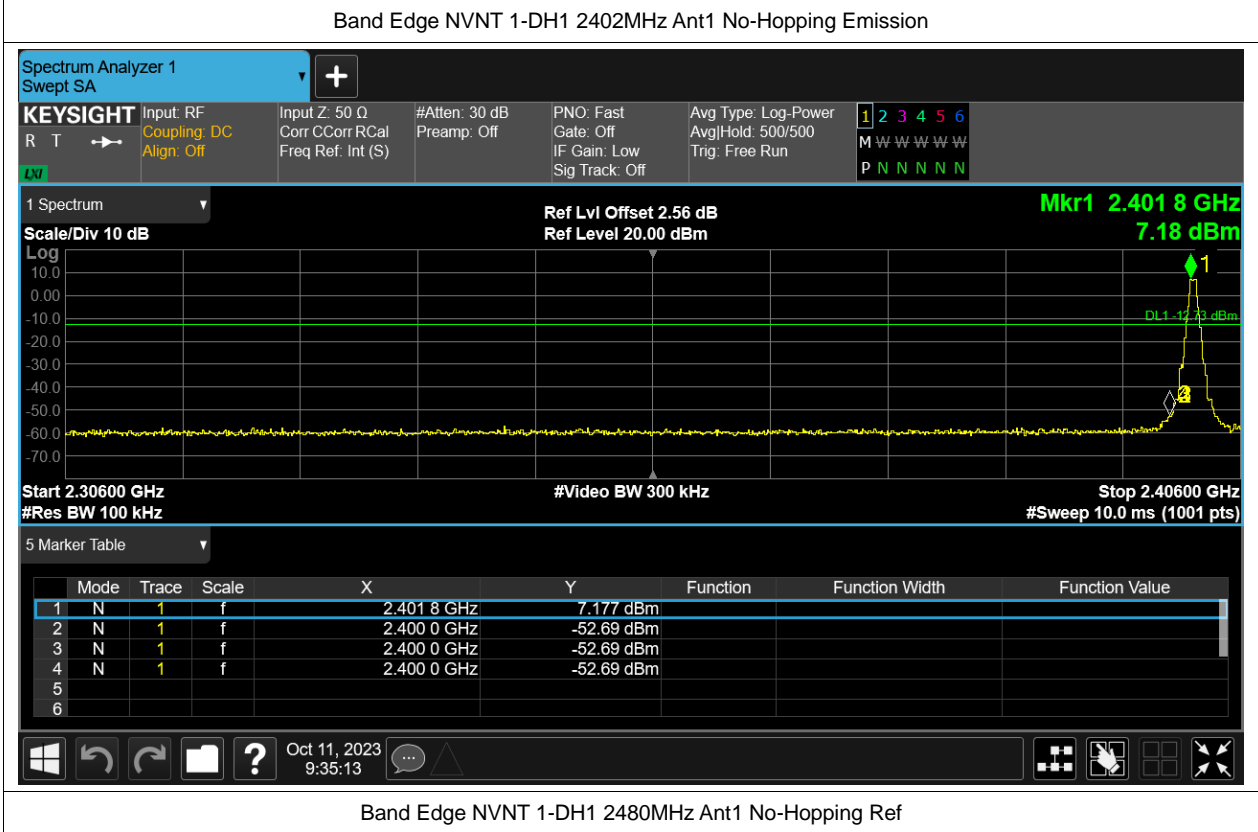 Band Edge NVNT 1-DH1 2402MHz Ant1 No-Hopping Emission
Spectrum Analyzer 1
Swept SA
KEYSIGHT
R T
LXI
Input: RF
Coupling: DC
Align: Off
Input Z: 50 Ω
Corr CCorr RCal
Freq Ref: Int (S)
#Atten: 30 dB
Preamp: Off
PNO: Fast
Gate: Off
IF Gain: Low
Sig Track: Off
Avg Type: Log-Power
Avg|Hold: 500/500
Trig: Free Run
1 2 3 4 5 6
M W W W W W
P N N N N N
1 Spectrum
Scale/Div 10 dB
Ref Lvl Offset 2.56 dB
Ref Level 20.00 dBm
Mkr1 2.401 8 GHz
7.18 dBm
Log
10.0
0.00
-10.0
-20.0
-30.0
-40.0
-50.0
-60.0
-70.0
1
DL1 -12.73 dBm
Start 2.30600 GHz
#Video BW 300 kHz
Stop 2.40600 GHz
#Res BW 100 kHz
#Sweep 10.0 ms (1001 pts)
5 Marker Table
Mode Trace Scale X Y Function Function Width Function Value
1 N 1 f 2.401 8 GHz 7.177 dBm
2 N 1 f 2.400 0 GHz -52.69 dBm
3 N 1 f 2.400 0 GHz -52.69 dBm
4 N 1 f 2.400 0 GHz -52.69 dBm
5
6
?
Oct 11, 2023
9:35:13
Band Edge NVNT 1-DH1 2480MHz Ant1 No-Hopping Ref